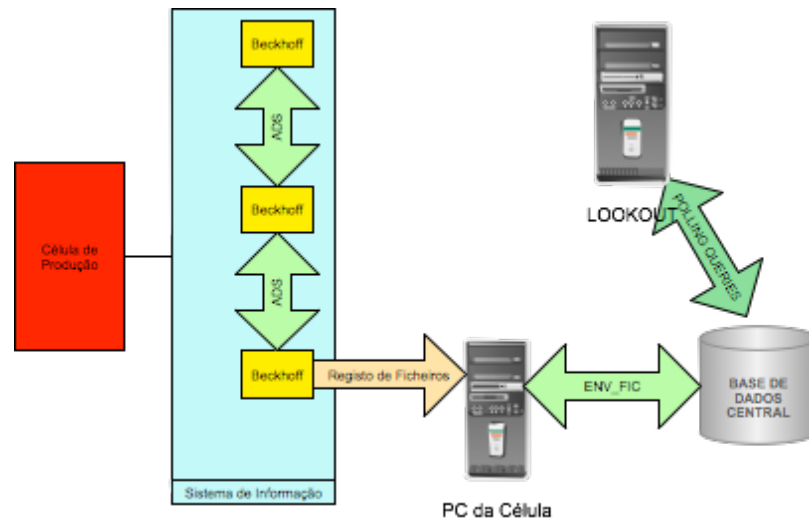 Beckhoff
ADS
Beckhoff
ADS
Beckhoff
Célula de
Produção
Sistema de Informação
Registo de Ficheiros
PC da Célula
ENV_FIC
LOOKOUT
POLLING QUERIES
BASE DE
DADOS
CENTRAL